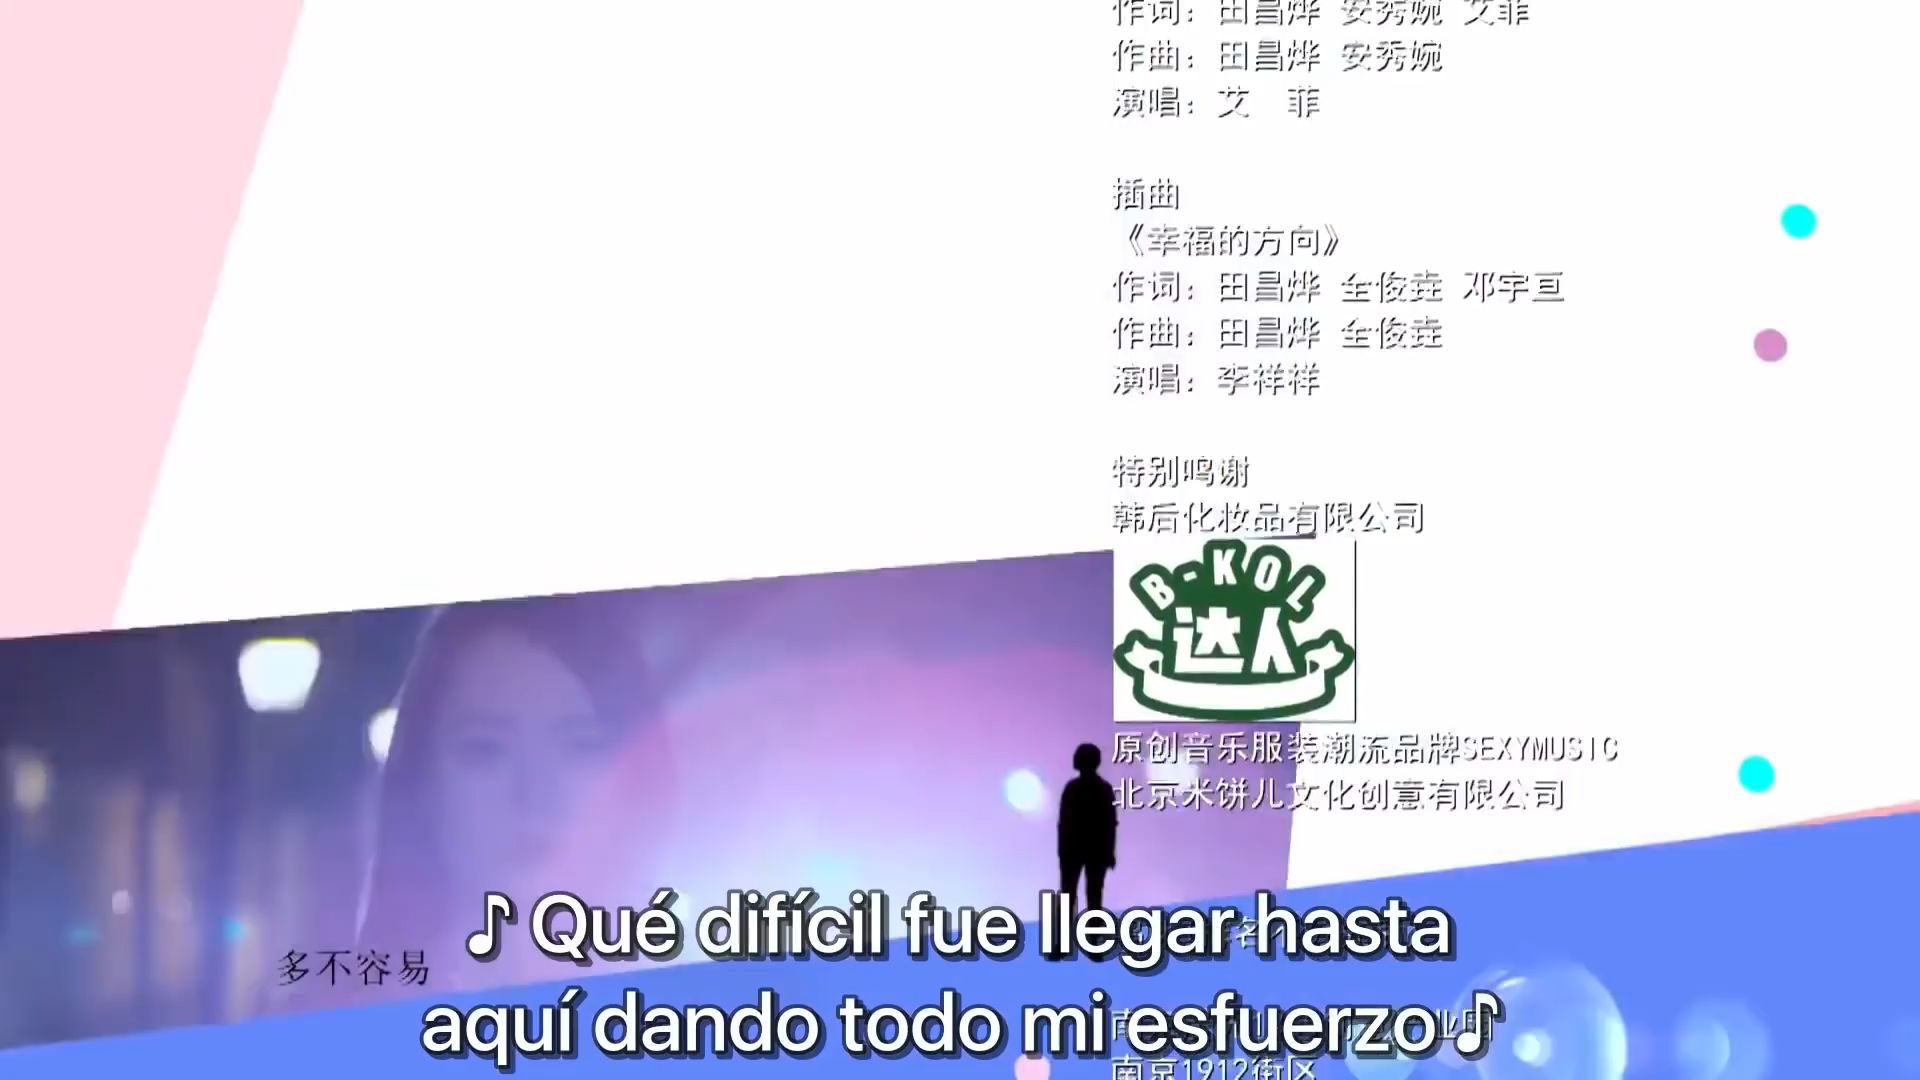 作词：田昌烨 安秀婉 艾菲
作曲：田昌烨 安秀婉
演唱：艾　菲
插曲
《幸福的方向》
作词：田昌烨 全俊垚 邓宇亘
作曲：田昌烨 全俊垚
演唱：李祥祥
特别鸣谢
韩后化妆品有限公司
B-KOL
达人
原创音乐服装潮流品牌SEXYMUSIC
北京米饼儿文化创意有限公司
多不容易
♪ Qué difícil fue llegar hasta
aquí dando todo mi esfuerzo ♪
南京1912街区